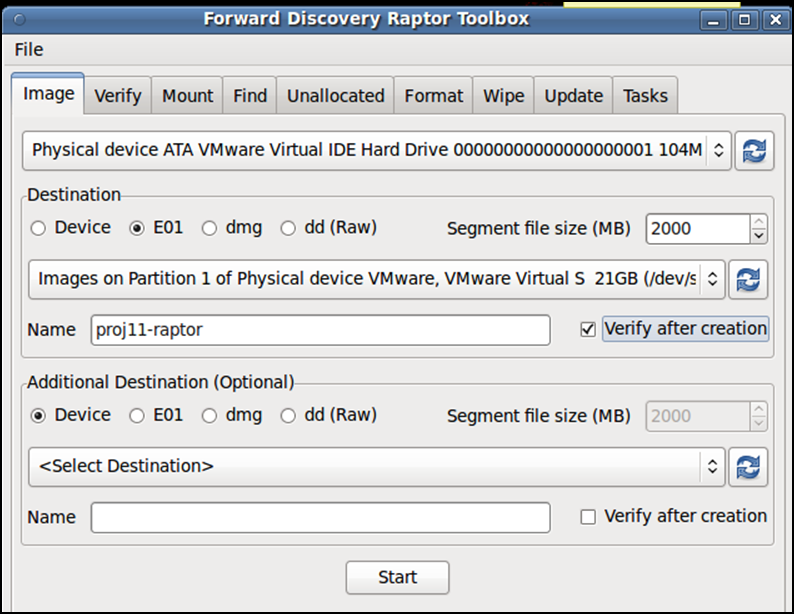 Forward Discovery Raptor Toolbox
File
Image Verify Mount Find Unallocated Format Wipe Update Tasks
Physical device ATA VMware Virtual IDE Hard Drive 00000000000000000001 104M
Destination
Device E01 dmg dd (Raw) Segment file size (MB) 2000
Images on Partition 1 of Physical device VMware, VMware Virtual S 21GB (/dev/s
Name proj11-raptor Verify after creation
Additional Destination (Optional)
Device E01 dmg dd (Raw) Segment file size (MB) 2000
<Select Destination>
Name Verify after creation
Start